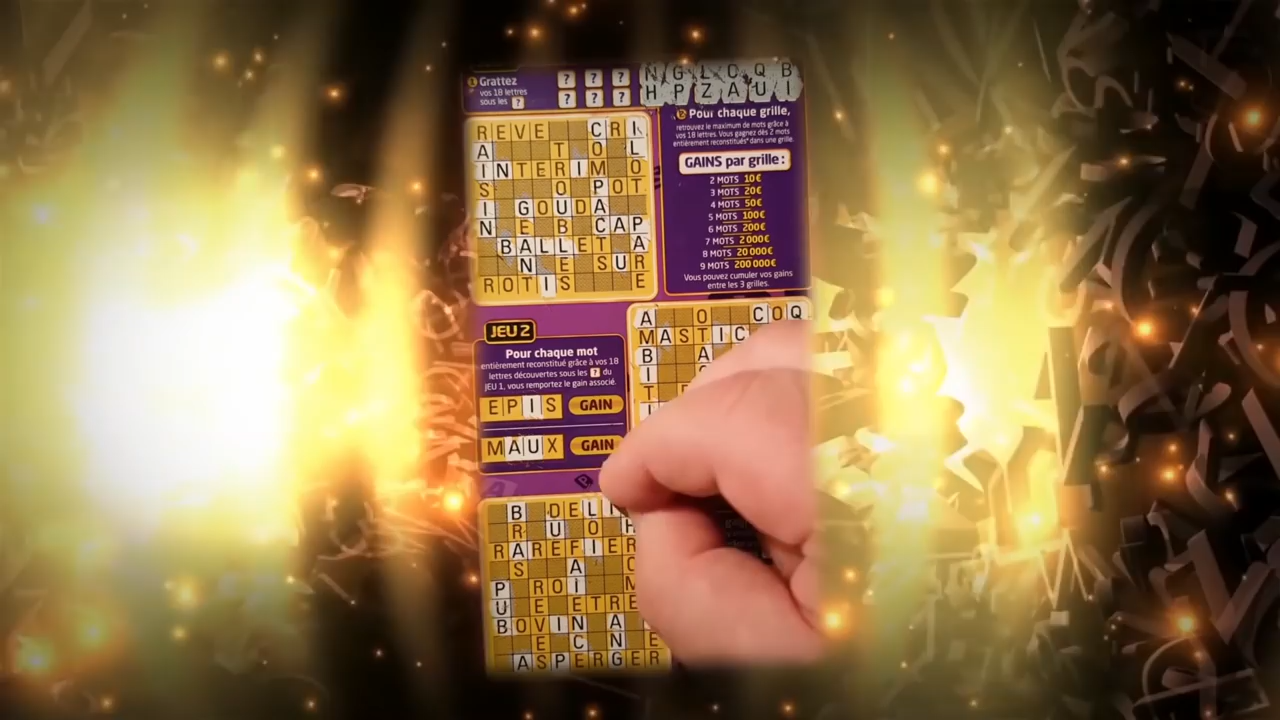 1 Grattez
vos 18 lettres
sous les ?
? ? ?
? ? ?
N G L C Q B
H P Z A U I
REVE CRI
A T O L
INTERIM O
S O POT
I GOUDA
N E B CAP
BALLET A
N E SUR
ROTIS E
Pour chaque grille,
retrouvez le maximum de mots grâce à
vos 18 lettres. Vous gagnez dès 2 mots
entièrement reconstitués* dans une grille.
GAINS par grille :
2 MOTS 10€
3 MOTS 20€
4 MOTS 50€
5 MOTS 100€
6 MOTS 200€
7 MOTS 2 000€
8 MOTS 20 000€
9 MOTS 200 000€
Vous pouvez cumuler vos gains
entre les 3 grilles.
JEU 2
Pour chaque mot
entièrement reconstitué grâce à vos 18
lettres découvertes sous les ? du
JEU 1, vous remportez le gain associé.
EPIS GAIN
MAUX GAIN
A O COQ
MASTIC
B A
I
T
B DEL
R U O
RAREFIER
S A
P ROI M
U E ETRE
BOVIN A
E C N E
ASPERGER